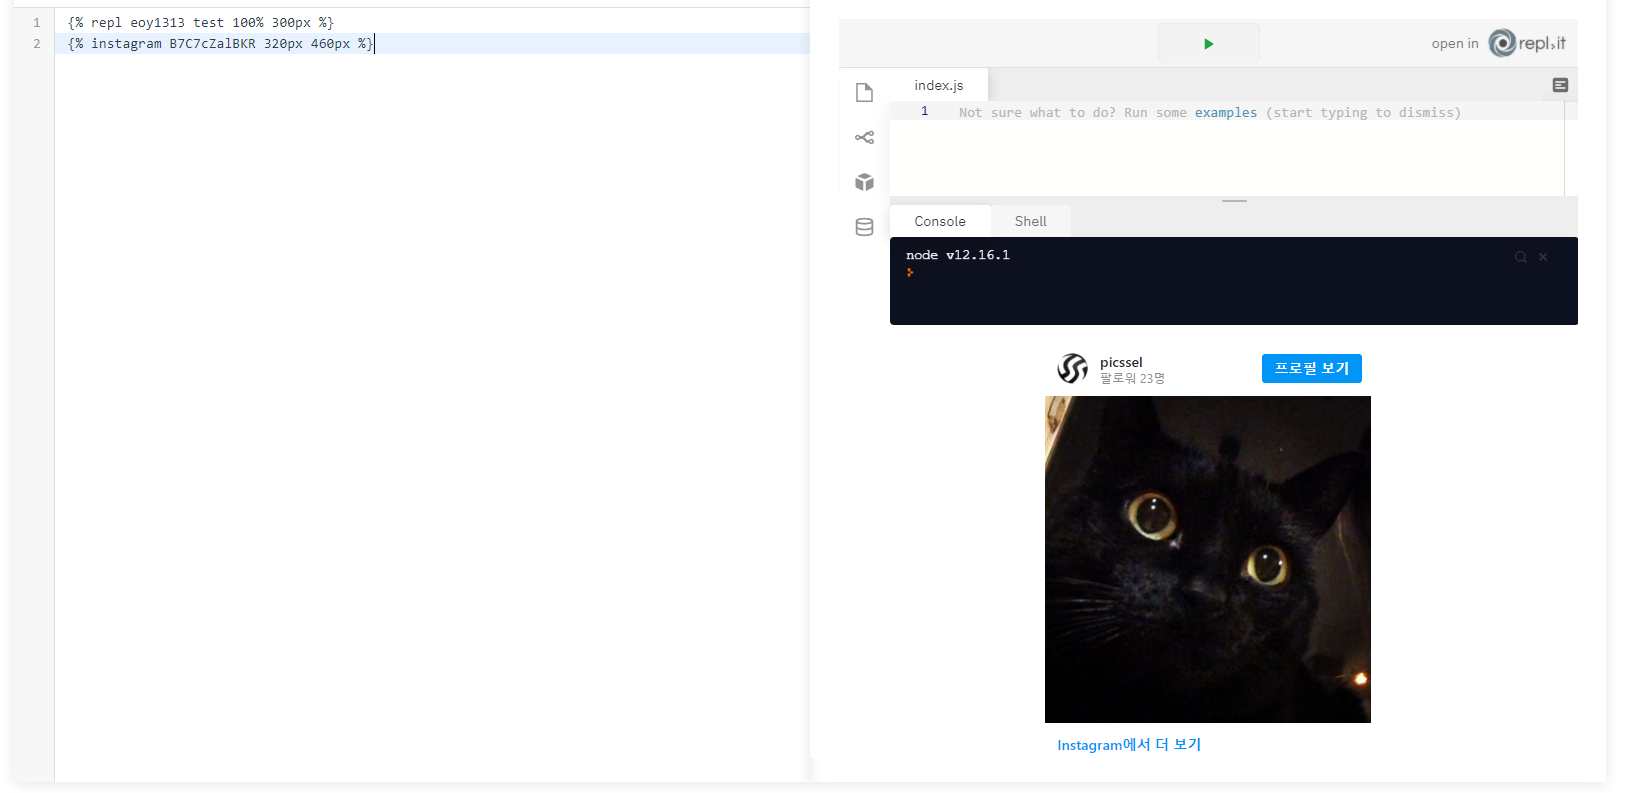 1 {% repl eoy1313 test 100% 300px %}
2 {% instagram B7C7cZalBKR 320px 460px %}
open in repl.it
index.js
1 Not sure what to do? Run some examples (start typing to dismiss)
Console Shell
node v12.16.1
picssel
팔로워 23명
프로필 보기
Instagram에서 더 보기